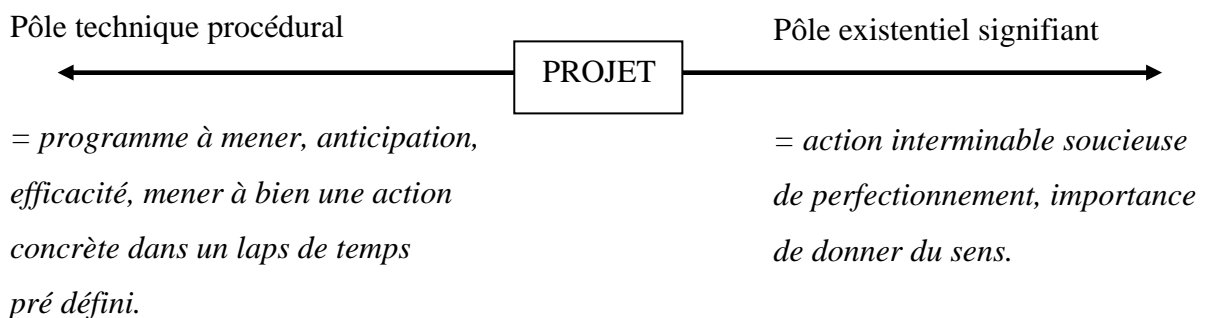 Pôle technique procédural
Pôle existentiel signifiant
PROJET
= programme à mener, anticipation,
efficacité, mener à bien une action
concrète dans un laps de temps
pré défini.
= action interminable soucieuse
de perfectionnement, importance
de donner du sens.